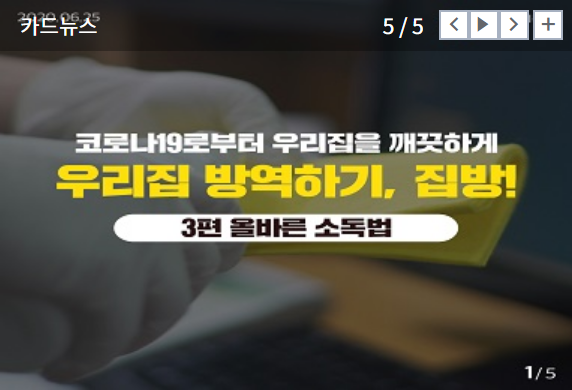 2020.06.25
카드뉴스
5 / 5
코로나19로부터 우리집을 깨끗하게
우리집 방역하기, 집방!
3편 올바른 소독법
1 / 5